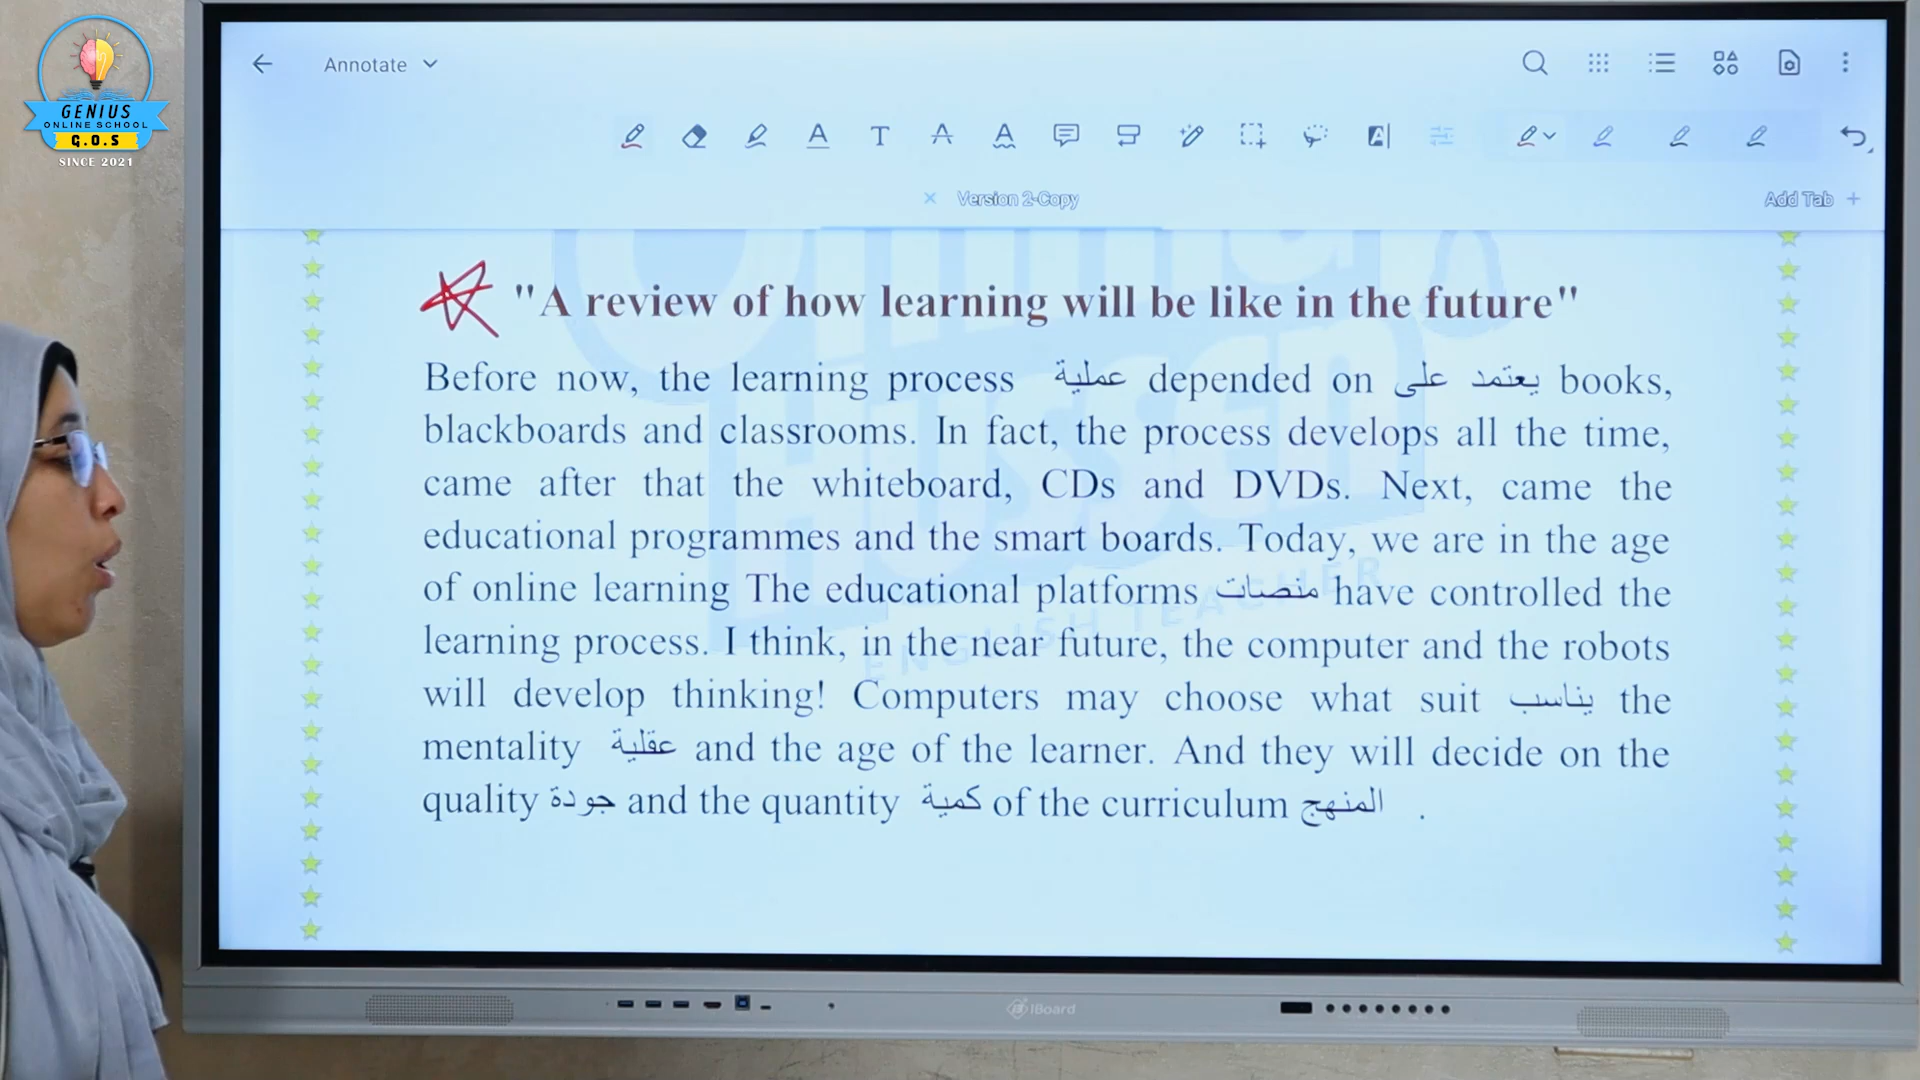 GENIUS
ONLINE SCHOOL
G.O.S
SINCE 2021
Annotate
Version 2-Copy
Add Tab +
"A review of how learning will be like in the future"
Before now, the learning process عملية depended on يعتمد على books,
blackboards and classrooms. In fact, the process develops all the time,
came after that the whiteboard, CDs and DVDs. Next, came the
educational programmes and the smart boards. Today, we are in the age
of online learning The educational platforms منصات have controlled the
learning process. I think, in the near future, the computer and the robots
will develop thinking! Computers may choose what suit يناسب the
mentality عقلية and the age of the learner. And they will decide on the
quality جودة and the quantity كمية of the curriculum المنهج .
HUSSEN
ENGLISH TEACHER
IBoard